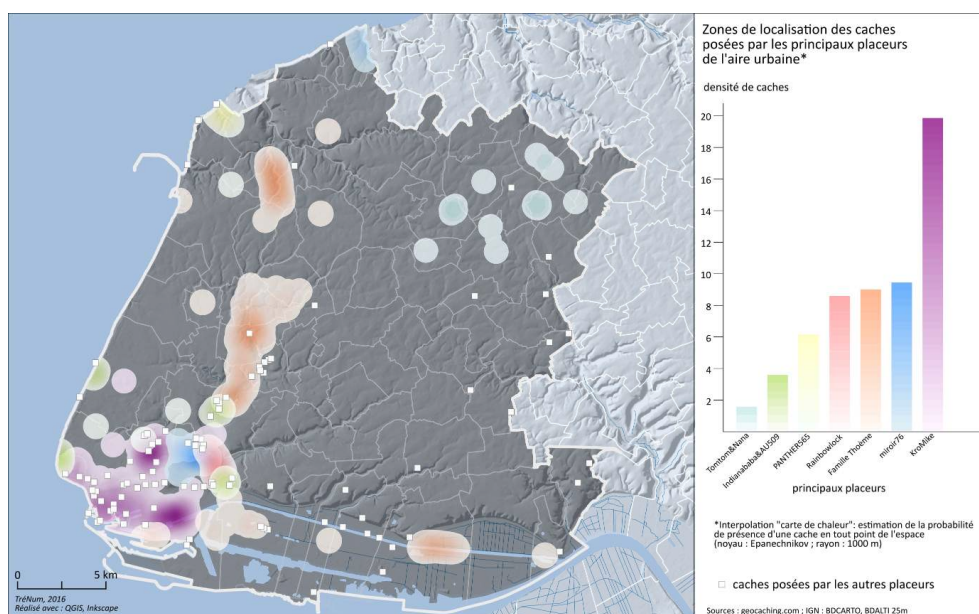 Zones de localisation des caches
posées par les principaux placeurs
de l'aire urbaine*
densité de caches
20
18
16
14
12
10
8
6
4
2
Tomtom&Nana
Indianababa&AUS09
PANTHER565
Rainbowlock
Famille Thoème
miroir76
KroMike
principaux placeurs
*Interpolation "carte de chaleur": estimation de la probabilité
de présence d'une cache en tout point de l'espace
(noyau : Epanechnikov ; rayon : 1000 m)
caches posées par les autres placeurs
Sources : geocaching.com ; IGN : BDCARTO, BDALTI 25m
0 5 km
TréNum, 2016
Réalisé avec : QGIS, Inkscape